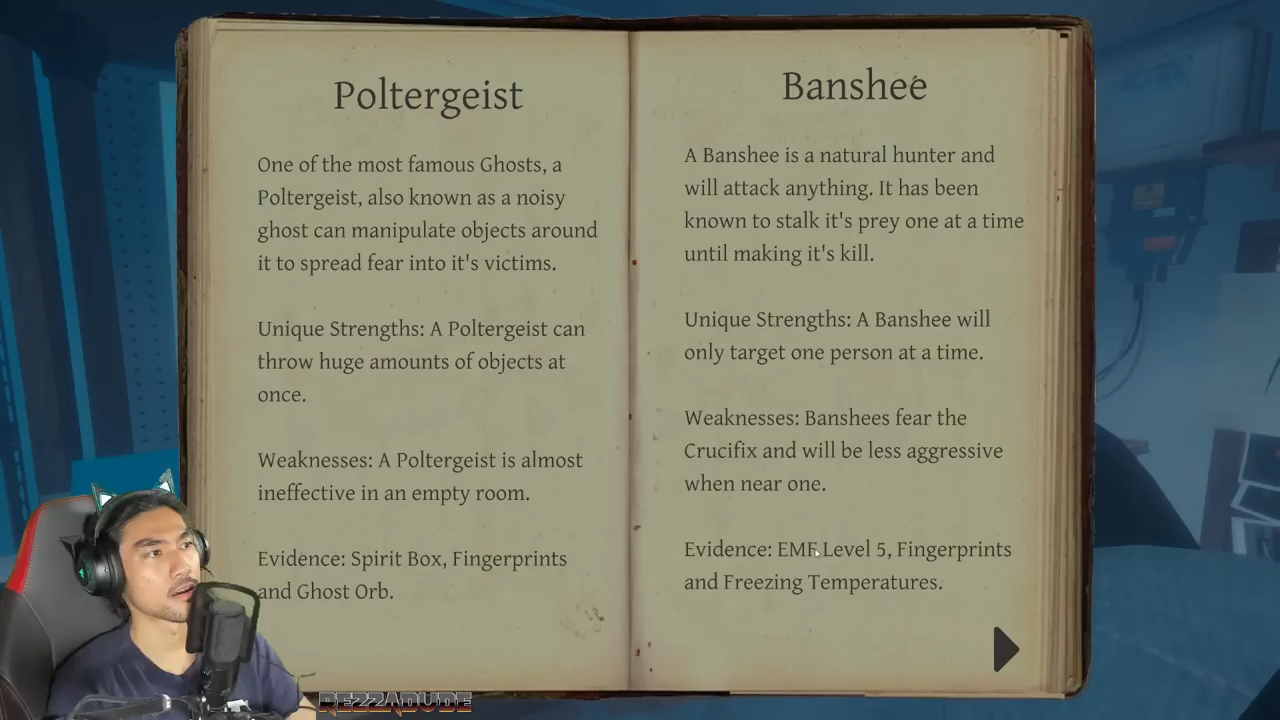 Poltergeist
One of the most famous Ghosts, a
Poltergeist, also known as a noisy
ghost can manipulate objects around
it to spread fear into it's victims.
Unique Strengths: A Poltergeist can
throw huge amounts of objects at
once.
Weaknesses: A Poltergeist is almost
ineffective in an empty room.
Evidence: Spirit Box, Fingerprints
and Ghost Orb.
Banshee
A Banshee is a natural hunter and
will attack anything. It has been
known to stalk it's prey one at a time
until making it's kill.
Unique Strengths: A Banshee will
only target one person at a time.
Weaknesses: Banshees fear the
Crucifix and will be less aggressive
when near one.
Evidence: EMF Level 5, Fingerprints
and Freezing Temperatures.
REZZADUDE